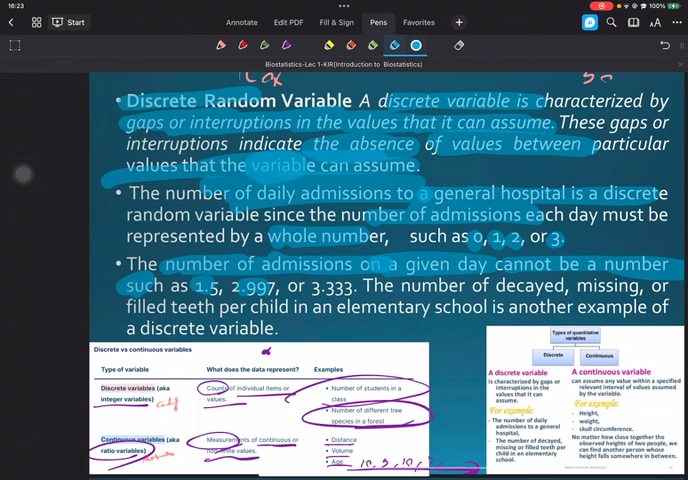 16:23
100%
Start
Annotate
Edit PDF
Fill & Sign
Pens
Favorites
Biostatistics-Lec 1-KIR(Introduction to Biostatistics)
• Discrete Random Variable A discrete variable is characterized by
gaps or interruptions in the values that it can assume. These gaps or
interruptions indicate the absence of values between particular
values that the variable can assume.
• The number of daily admissions to a general hospital is a discrete
random variable since the number of admissions each day must be
represented by a whole number, such as 0, 1, 2, or 3.
• The number of admissions on a given day cannot be a number
such as 1.5, 2.997, or 3.333. The number of decayed, missing, or
filled teeth per child in an elementary school is another example of
a discrete variable.
Discrete vs continuous variables
Type of variable What does the data represent? Examples
Discrete variables (aka
integer variables)
Counts of individual items or
values.
• Number of students in a
class
• Number of different tree
species in a forest
Continuous variables (aka
ratio variables)
Measurements of continuous or
non-finite values.
• Distance
• Volume
• Age
Types of quantitative
variables
Discrete
Continuous
A discrete variable
is characterized by gaps
or interruptions in the
values that it can
assume.
For example:
- The number of daily
admissions to a general
hospital,
- The number of decayed,
missing or filled teeth
per child in an
elementary school.
A continuous variable
can assume any value within a specified
relevant interval of values assumed by
the variable.
For example:
- Height,
- weight,
- skull circumference.
No matter how close together the
observed heights of two people, we
can find another person whose
height falls somewhere in between.